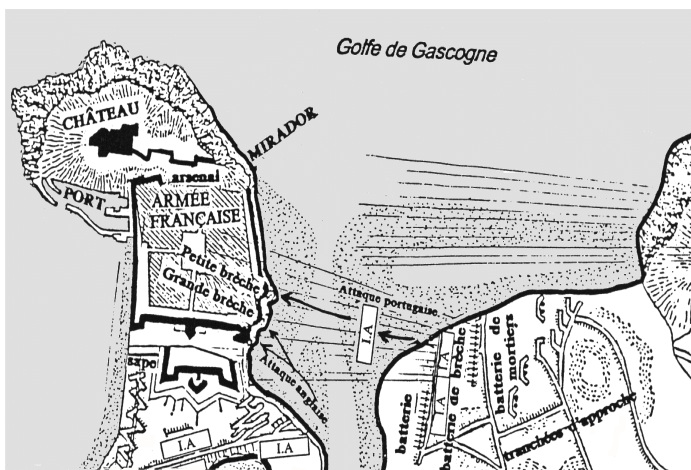 Golfe de Gascogne
CHÂTEAU
MIRADOR
arsenal
PORT
ARMÉE
FRANÇAISE
Petite brèche
Grande brèche
Attaque portugaise
I.A
I.A
I.A
sape
Attaque anglaise
batterie
batterie de brèche
batterie de
mortiers
tranchées d'approche
I.A
I.A